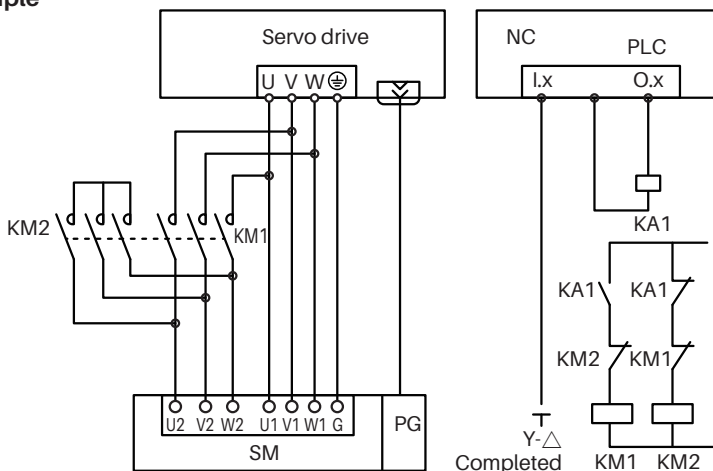 Servo drive
U V W
KM2
KM1
U2 V2 W2 U1 V1 W1 G
SM
PG
NC
PLC
I.x
O.x
KA1
KA1 KA1
KM2 KM1
Y-△
Completed
KM1 KM2